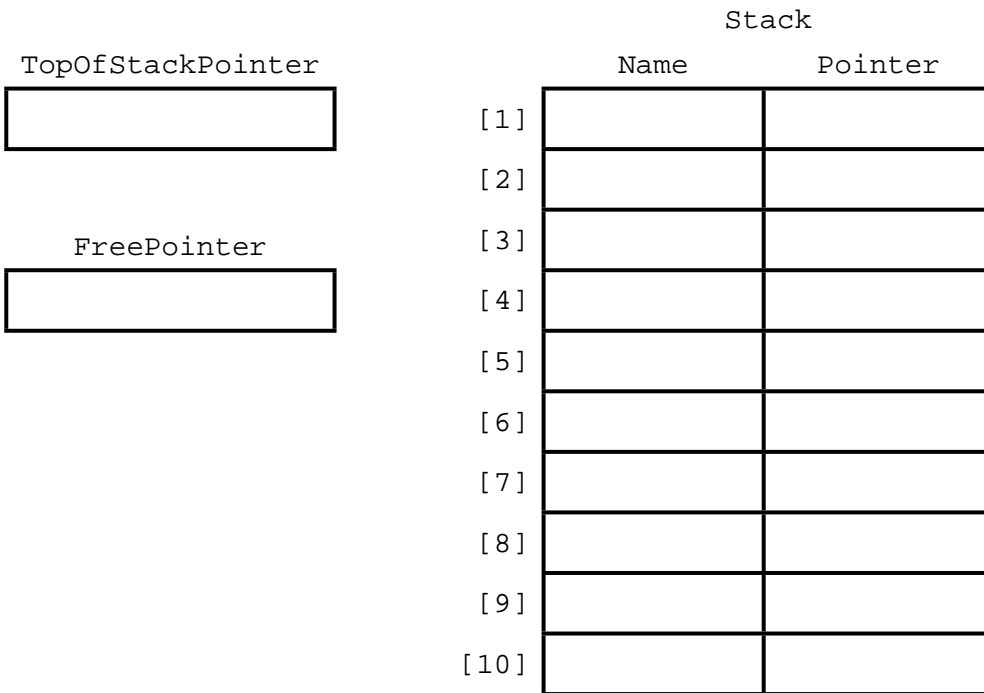 Stack
TopOfStackPointer
Name Pointer
[1]
[2]
FreePointer
[3]
[4]
[5]
[6]
[7]
[8]
[9]
[10]